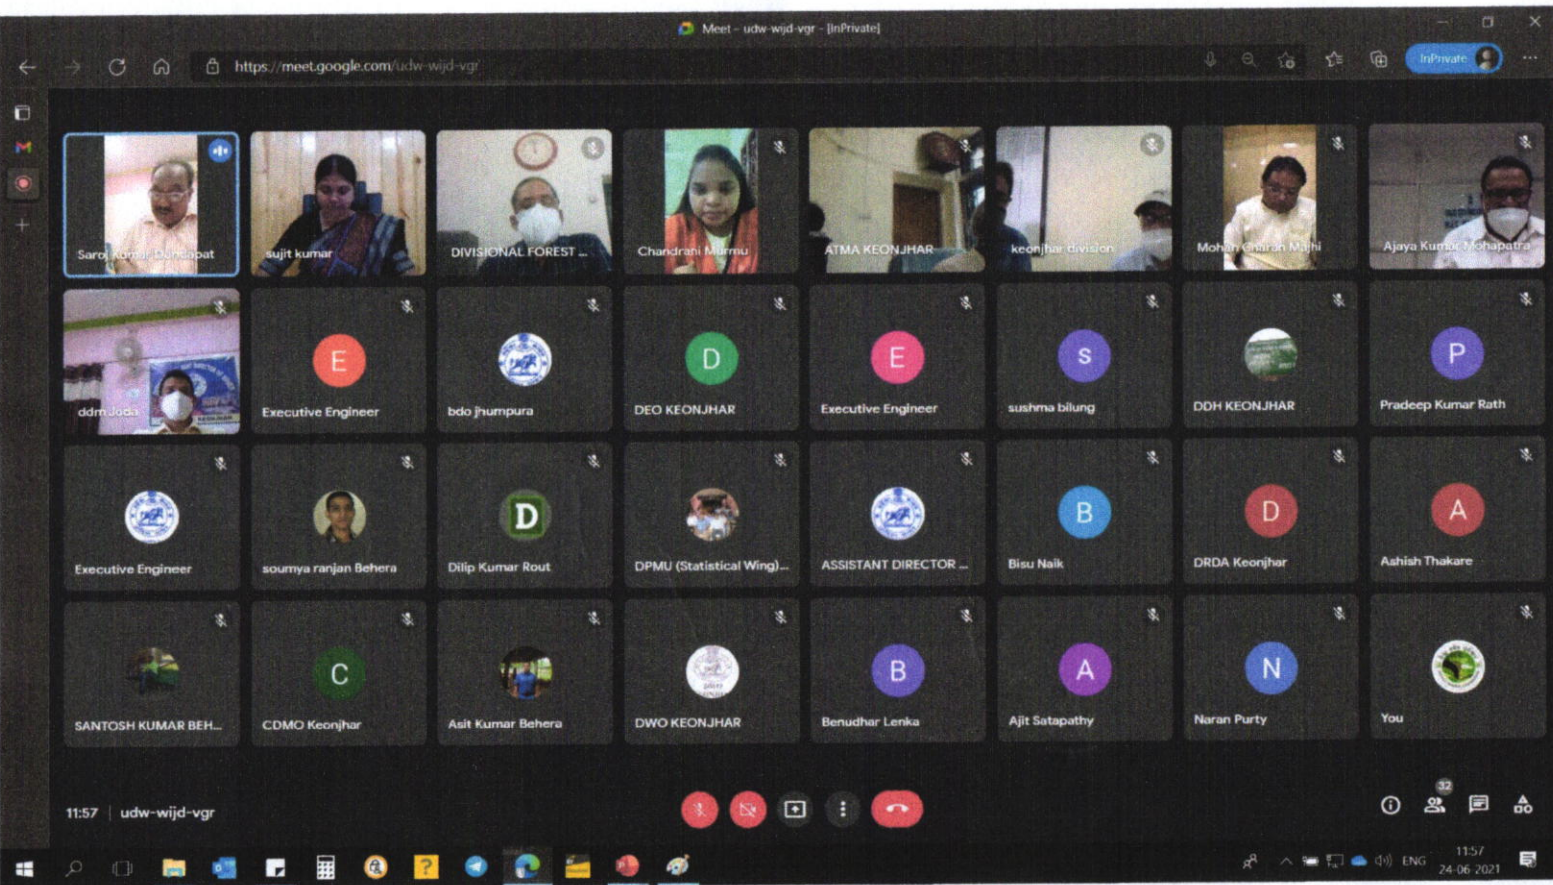 Meet - udw-wijd-vgr - [InPrivate]
https://meet.google.com/udw-wijd-vgr
InPrivate
Saroj Kumar Dandapat
sujit kumar
DIVISIONAL FOREST ...
Chandrani Murmu
ATMA KEONJHAR
keonjhar division
Mohan Charan Majhi
Ajaya Kumar Mohapatra
ddm Joda
E
Executive Engineer
bdo jhumpura
D
DEO KEONJHAR
E
Executive Engineer
S
sushma bilung
DDH KEONJHAR
P
Pradeep Kumar Rath
Executive Engineer
soumya ranjan Behera
D
Dilip Kumar Rout
DPMU (Statistical Wing)...
ASSISTANT DIRECTOR ...
B
Bisu Naik
D
DRDA Keonjhar
A
Ashish Thakare
SANTOSH KUMAR BEH...
C
CDMO Keonjhar
Asit Kumar Behera
DWO KEONJHAR
B
Benudhar Lenka
A
Ajit Satapathy
N
Naran Purty
You
11:57 | udw-wijd-vgr
32
ENG
11:57
24-06-2021